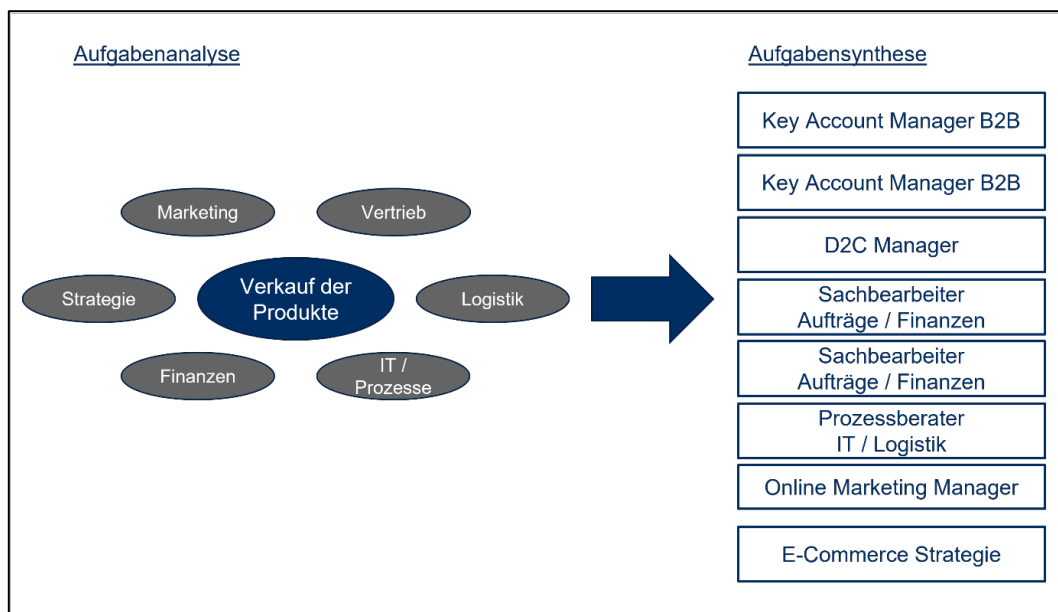 Aufgabenanalyse
Marketing
Vertrieb
Strategie
Verkauf der
Produkte
Logistik
Finanzen
IT /
Prozesse
Aufgabensynthese
Key Account Manager B2B
Key Account Manager B2B
D2C Manager
Sachbearbeiter
Aufträge / Finanzen
Sachbearbeiter
Aufträge / Finanzen
Prozessberater
IT / Logistik
Online Marketing Manager
E-Commerce Strategie